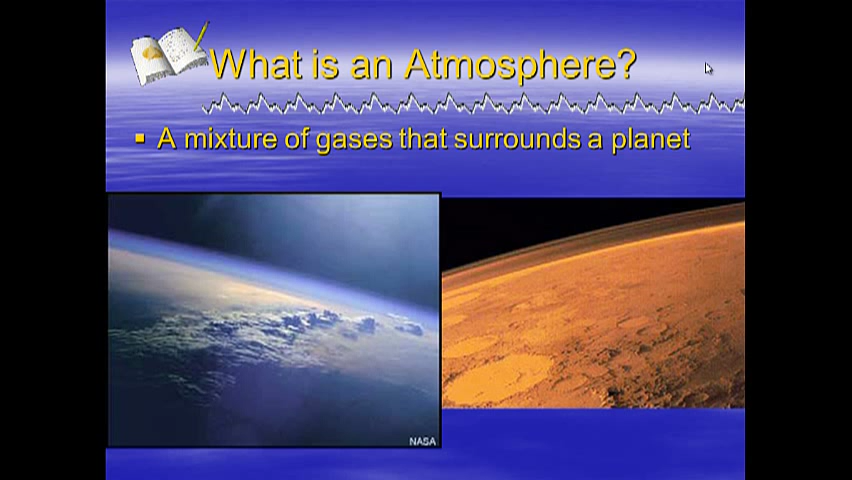 What is an Atmosphere?
A mixture of gases that surrounds a planet
NASA